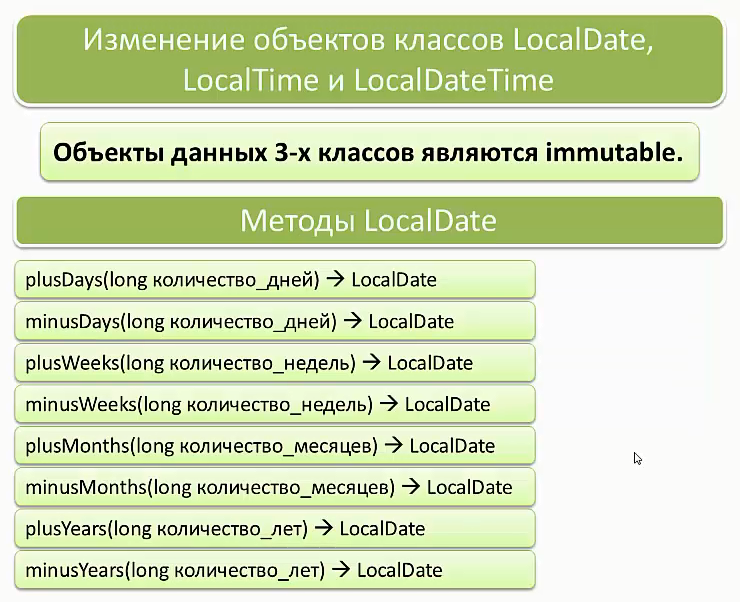 Изменение объектов классов LocalDate,
LocalTime и LocalDateTime
Объекты данных 3-х классов являются immutable.
Методы LocalDate
plusDays(long количество_дней) → LocalDate
minusDays(long количество_дней) → LocalDate
plusWeeks(long количество_недель) → LocalDate
minusWeeks(long количество_недель) → LocalDate
plusMonths(long количество_месяцев) → LocalDate
minusMonths(long количество_месяцев) → LocalDate
plusYears(long количество_лет) → LocalDate
minusYears(long количество_лет) → LocalDate